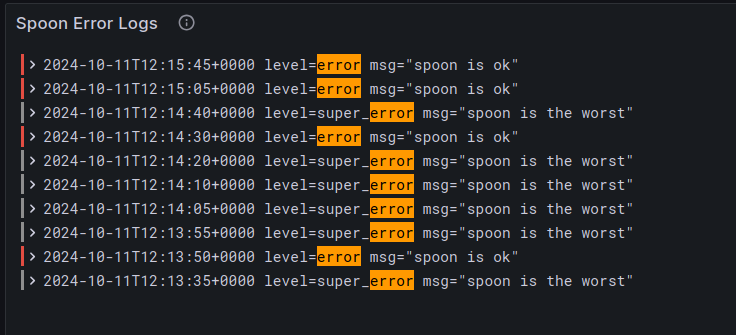 Spoon Error Logs
2024-10-11T12:15:45+0000 level=error msg="spoon is ok"
2024-10-11T12:15:05+0000 level=error msg="spoon is ok"
2024-10-11T12:14:40+0000 level=super_error msg="spoon is the worst"
2024-10-11T12:14:30+0000 level=error msg="spoon is ok"
2024-10-11T12:14:20+0000 level=super_error msg="spoon is the worst"
2024-10-11T12:14:10+0000 level=super_error msg="spoon is the worst"
2024-10-11T12:14:05+0000 level=super_error msg="spoon is the worst"
2024-10-11T12:13:55+0000 level=super_error msg="spoon is the worst"
2024-10-11T12:13:50+0000 level=error msg="spoon is ok"
2024-10-11T12:13:35+0000 level=super_error msg="spoon is the worst"